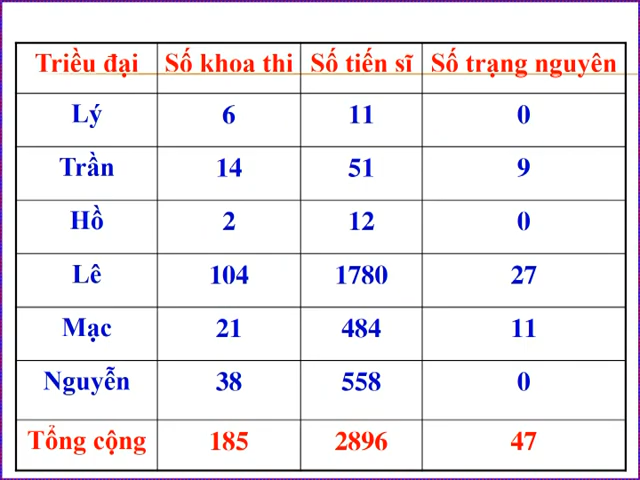 Triều đại Số khoa thi Số tiến sĩ Số trạng nguyên
Lý 6 11 0
Trần 14 51 9
Hồ 2 12 0
Lê 104 1780 27
Mạc 21 484 11
Nguyễn 38 558 0
Tổng cộng 185 2896 47